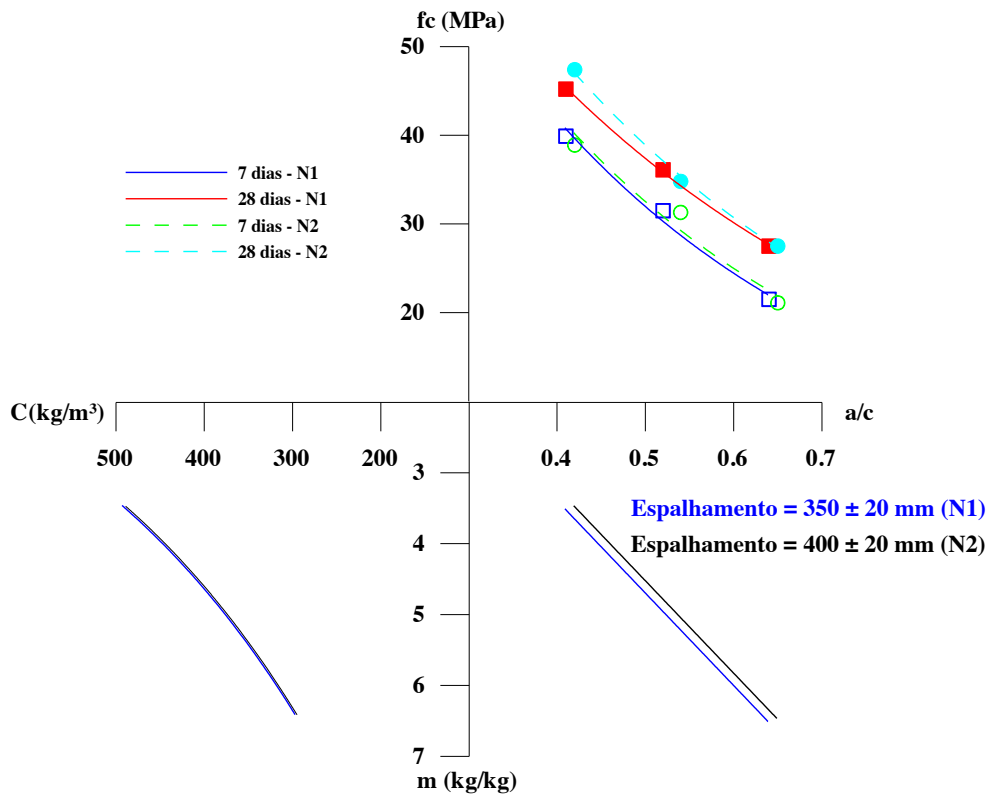 fc (MPa)
50
40
30
20
7 dias - N1
28 dias - N1
7 dias - N2
28 dias - N2
C(kg/m³)
a/c
500 400 300 200
0.4 0.5 0.6 0.7
3
4
5
6
7
Espalhamento = 350 ± 20 mm (N1)
Espalhamento = 400 ± 20 mm (N2)
m (kg/kg)